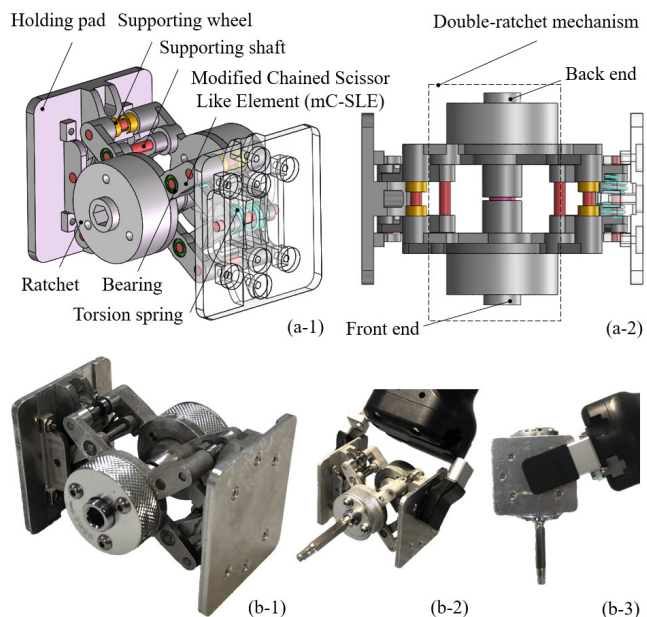 Holding pad
Supporting wheel
Supporting shaft
Modified Chained Scissor
Like Element (mC-SLE)
Ratchet
Bearing
Torsion spring
(a-1)
Double-ratchet mechanism
Back end
Front end
(a-2)
(b-1)
(b-2)
(b-3)